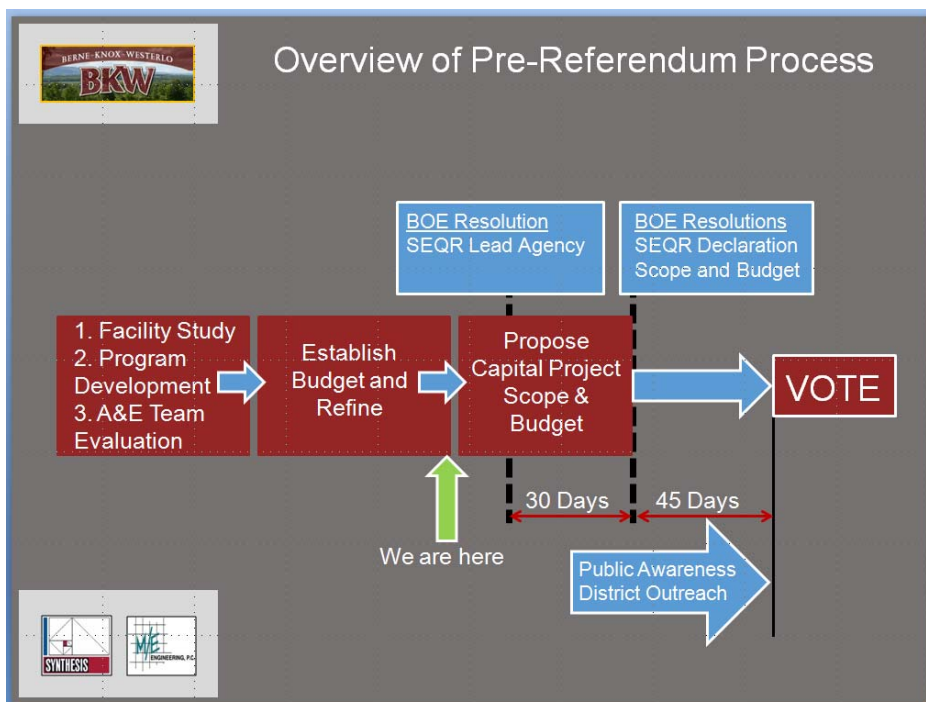 BERNE-KNOX-WESTERLO
BKW
Overview of Pre-Referendum Process
BOE Resolution
SEQR Lead Agency
BOE Resolutions
SEQR Declaration
Scope and Budget
1. Facility Study
2. Program
Development
3. A&E Team
Evaluation
Establish
Budget and
Refine
Propose
Capital Project
Scope &
Budget
VOTE
30 Days
45 Days
We are here
Public Awareness
District Outreach
SYNTHESIS
M/E
ENGINEERING, P.C.